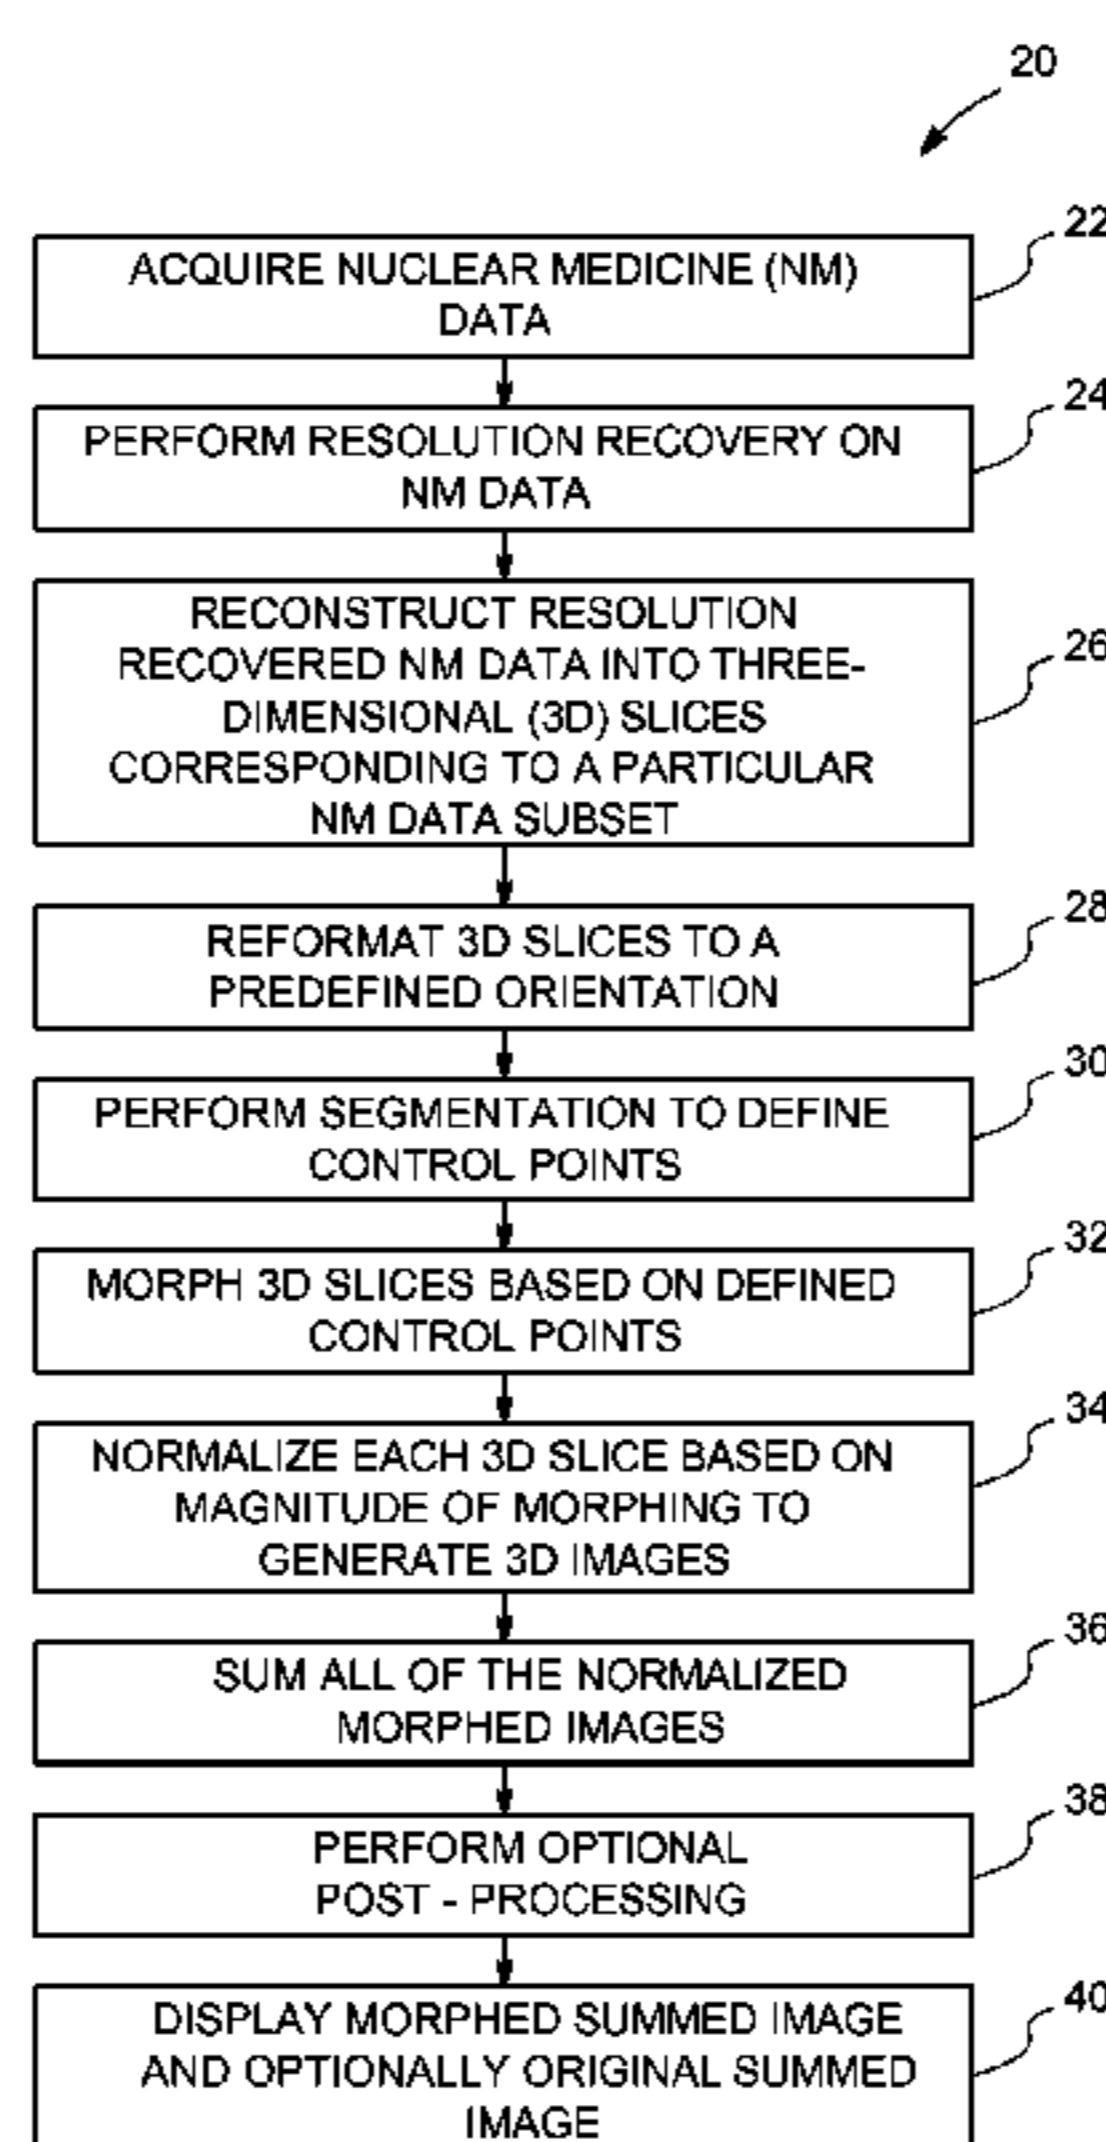 20
22
ACQUIRE NUCLEAR MEDICINE (NM)
DATA
24
PERFORM RESOLUTION RECOVERY ON
NM DATA
RECONSTRUCT RESOLUTION
26
RECOVERED NM DATA INTO THREE-
DIMENSIONAL (3D) SLICES
CORRESPONDING TO A PARTICULAR
NM DATA SUBSET
28
REFORMAT 3D SLICES TO A
PREDEFINED ORIENTATION
30
PERFORM SEGMENTATION TO DEFINE
CONTROL POINTS
32
MORPH 3D SLICES BASED ON DEFINED
CONTROL POINTS
34
NORMALIZE EACH 3D SLICE BASED ON
MAGNITUDE OF MORPHING TO
GENERATE 3D IMAGES
36
SUM ALL OF THE NORMALIZED
MORPHED IMAGES
38
PERFORM OPTIONAL
POST - PROCESSING
40
DISPLAY MORPHED SUMMED IMAGE
AND OPTIONALLY ORIGINAL SUMMED
IMAGE